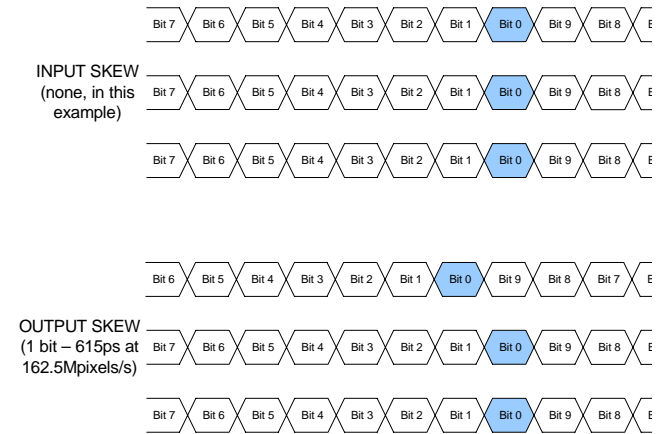 Bit 7 Bit 6 Bit 5 Bit 4 Bit 3 Bit 2 Bit 1 Bit 0 Bit 9 Bit 8
INPUT SKEW
(none, in this
example)
Bit 7 Bit 6 Bit 5 Bit 4 Bit 3 Bit 2 Bit 1 Bit 0 Bit 9 Bit 8
Bit 7 Bit 6 Bit 5 Bit 4 Bit 3 Bit 2 Bit 1 Bit 0 Bit 9 Bit 8
Bit 6 Bit 5 Bit 4 Bit 3 Bit 2 Bit 1 Bit 0 Bit 9 Bit 8 Bit 7
OUTPUT SKEW
(1 bit – 615ps at
162.5Mpixels/s)
Bit 7 Bit 6 Bit 5 Bit 4 Bit 3 Bit 2 Bit 1 Bit 0 Bit 9 Bit 8
Bit 7 Bit 6 Bit 5 Bit 4 Bit 3 Bit 2 Bit 1 Bit 0 Bit 9 Bit 8